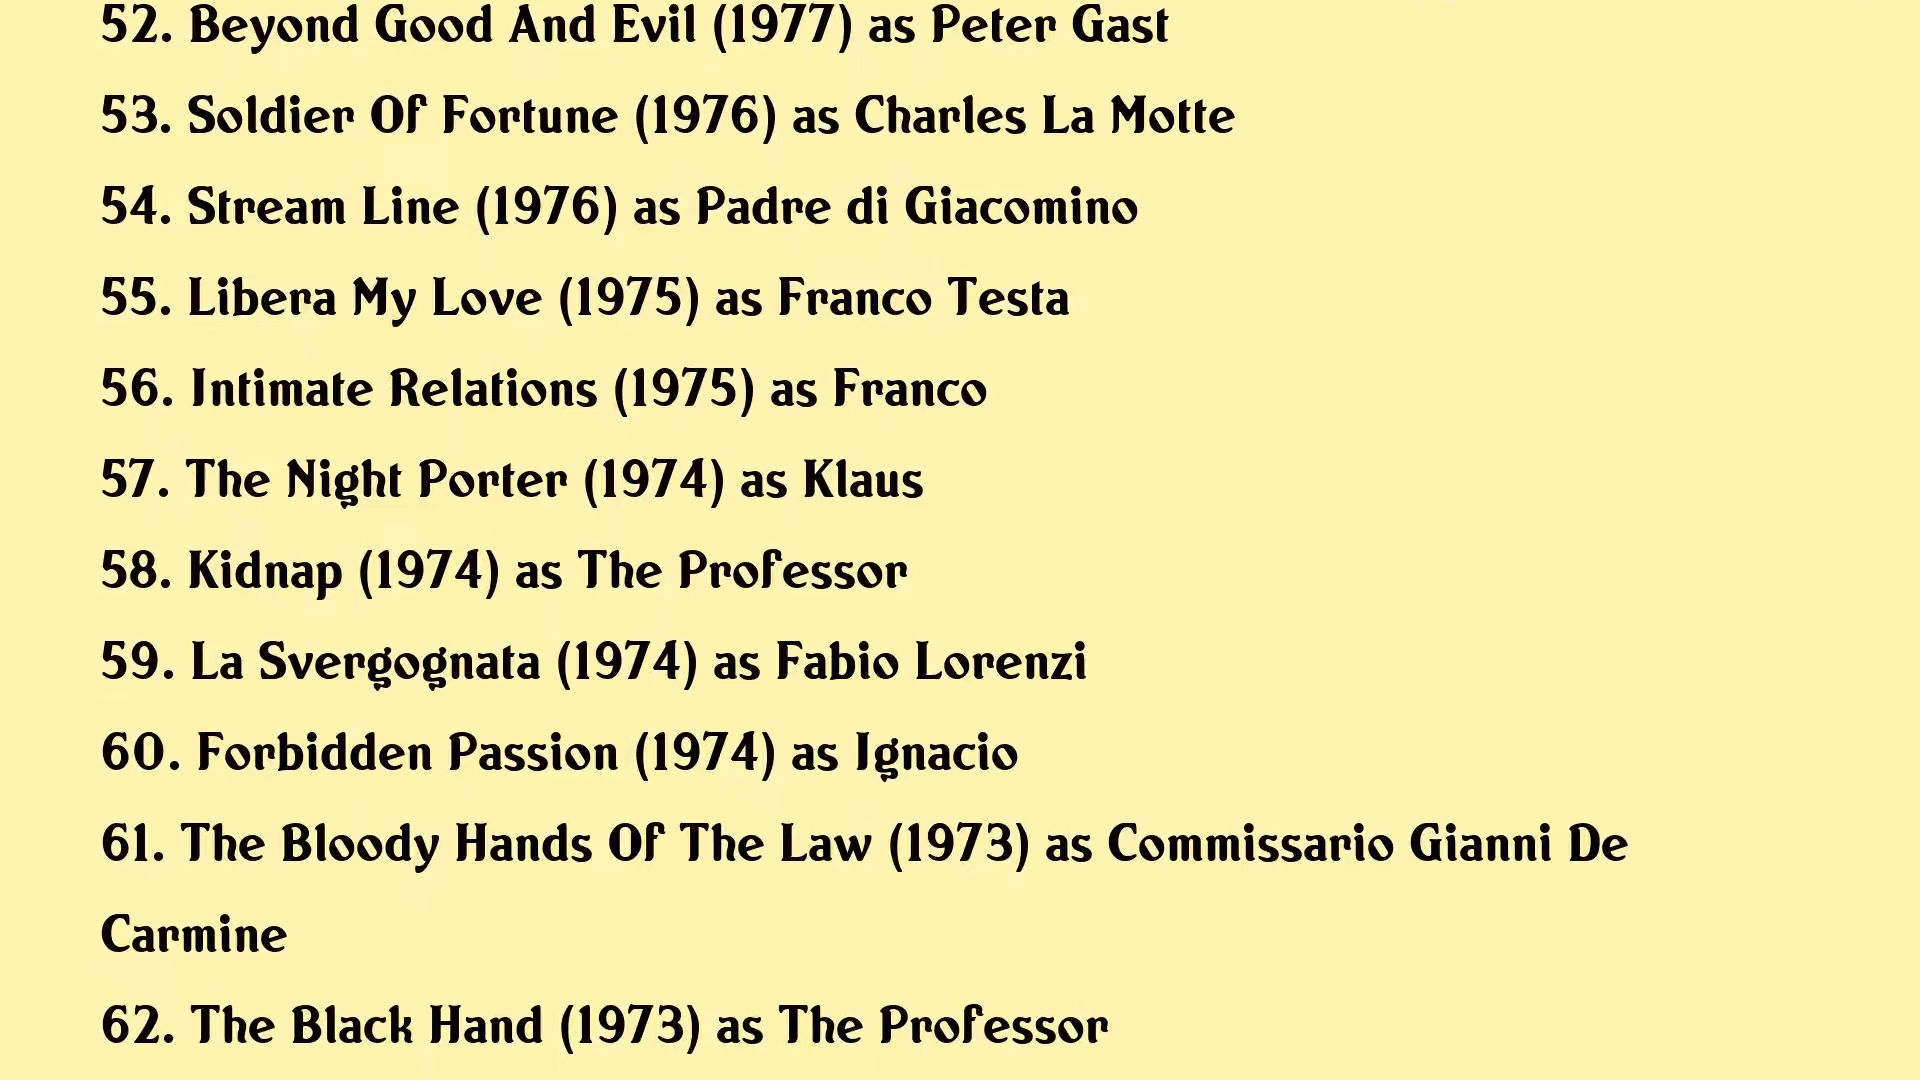 52. Beyond Good And Evil (1977) as Peter Gast
53. Soldier Of Fortune (1976) as Charles La Motte
54. Stream Line (1976) as Padre di Giacomino
55. Libera My Love (1975) as Franco Testa
56. Intimate Relations (1975) as Franco
57. The Night Porter (1974) as Klaus
58. Kidnap (1974) as The Professor
59. La Svergognata (1974) as Fabio Lorenzi
60. Forbidden Passion (1974) as Ignacio
61. The Bloody Hands Of The Law (1973) as Commissario Gianni De
Carmine
62. The Black Hand (1973) as The Professor